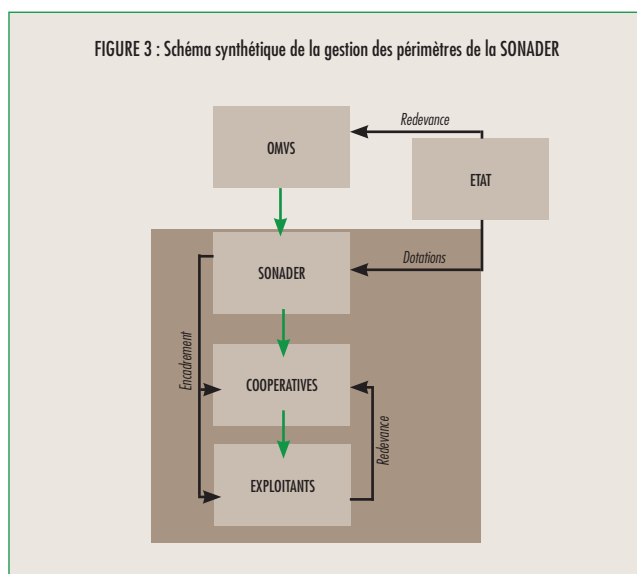 FIGURE 3 : Schéma synthétique de la gestion des périmètres de la SONADER
Redevance
OMVS
ETAT
SONADER
Dotations
Encadrement
COOPERATIVES
Redevance
EXPLOITANTS